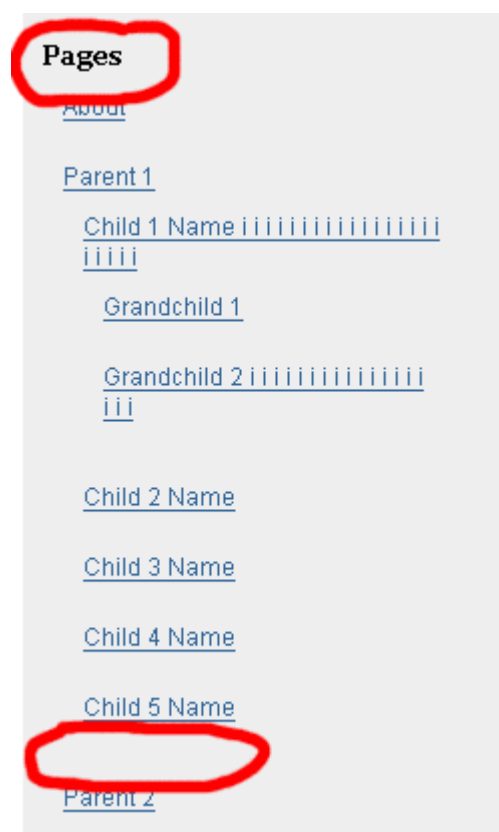 Pages
About
Parent 1
Child 1 Name i i i i i i i i i i i i i i i i i
i i i i i
Grandchild 1
Grandchild 2 i i i i i i i i i i i i i i i
i i i
Child 2 Name
Child 3 Name
Child 4 Name
Child 5 Name
Parent 2